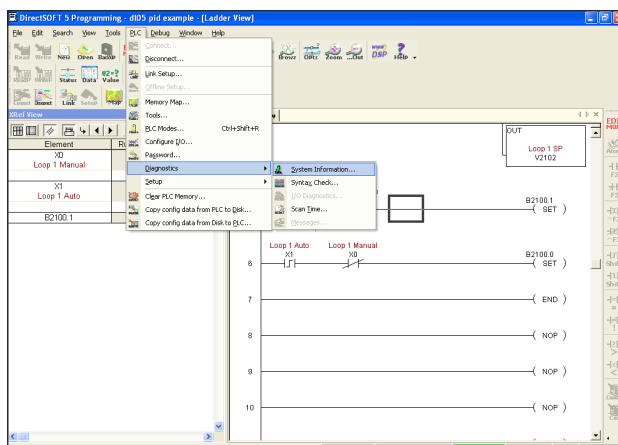 DirectSOFT 5 Programming - dl05 pid example - [Ladder View]
File Edit Search View Tools PLC Debug Window Help
Read Write New Open Backup
Browz Opts Zoom ...Out DSP Help
Status Data Value
Disconnect Link Setup Map
Connect...
Disconnect...
Link Setup...
Offline Setup...
Memory Map...
Tools...
PLC Modes... Ctrl+Shift+R
Configure I/O...
Password...
Diagnostics
Setup
Clear PLC Memory...
Copy config data from PLC to Disk...
Copy config data from Disk to PLC...
System Information...
Syntax Check...
I/O Diagnostics...
Scan Time...
Messages...
XRef View
Element
X0
Loop 1 Manual
X1
Loop 1 Auto
B2100.1
OUT
Loop 1 SP
V2102
B2100.1
( SET )
Loop 1 Auto Loop 1 Manual
X1 X0
B2100.0
6 ( SET )
7 ( END )
8 ( NOP )
9 ( NOP )
10 ( NOP )